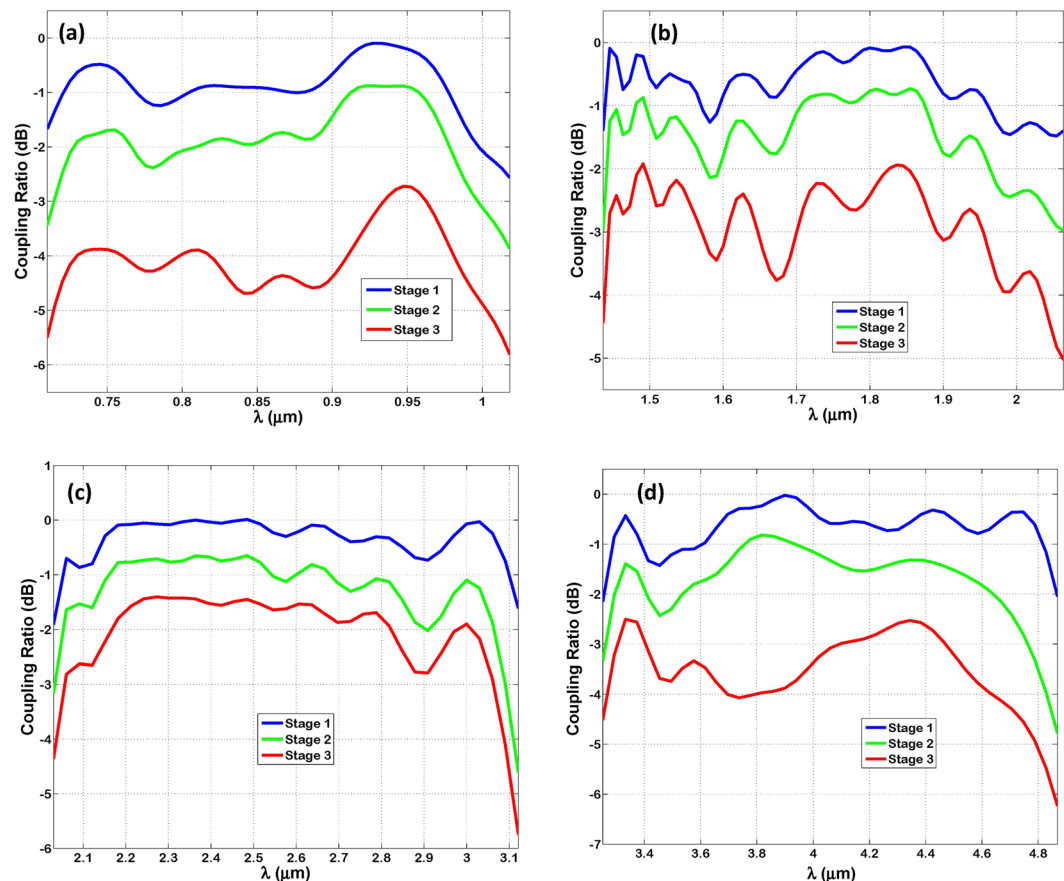 (a)
0
-1
-2
-3
-4
-5
-6
Coupling Ratio (dB)
Stage 1
Stage 2
Stage 3
0.75 0.8 0.85 0.9 0.95 1
λ (μm)
(b)
0
-1
-2
-3
-4
-5
Coupling Ratio (dB)
Stage 1
Stage 2
Stage 3
1.5 1.6 1.7 1.8 1.9 2
λ (μm)
(c)
1
0
-1
-2
-3
-4
-5
-6
Coupling Ratio (dB)
Stage 1
Stage 2
Stage 3
2.1 2.2 2.3 2.4 2.5 2.6 2.7 2.8 2.9 3 3.1
λ (μm)
(d)
0
-1
-2
-3
-4
-5
-6
-7
Coupling Ratio (dB)
Stage 1
Stage 2
Stage 3
3.4 3.6 3.8 4 4.2 4.4 4.6 4.8
λ (μm)